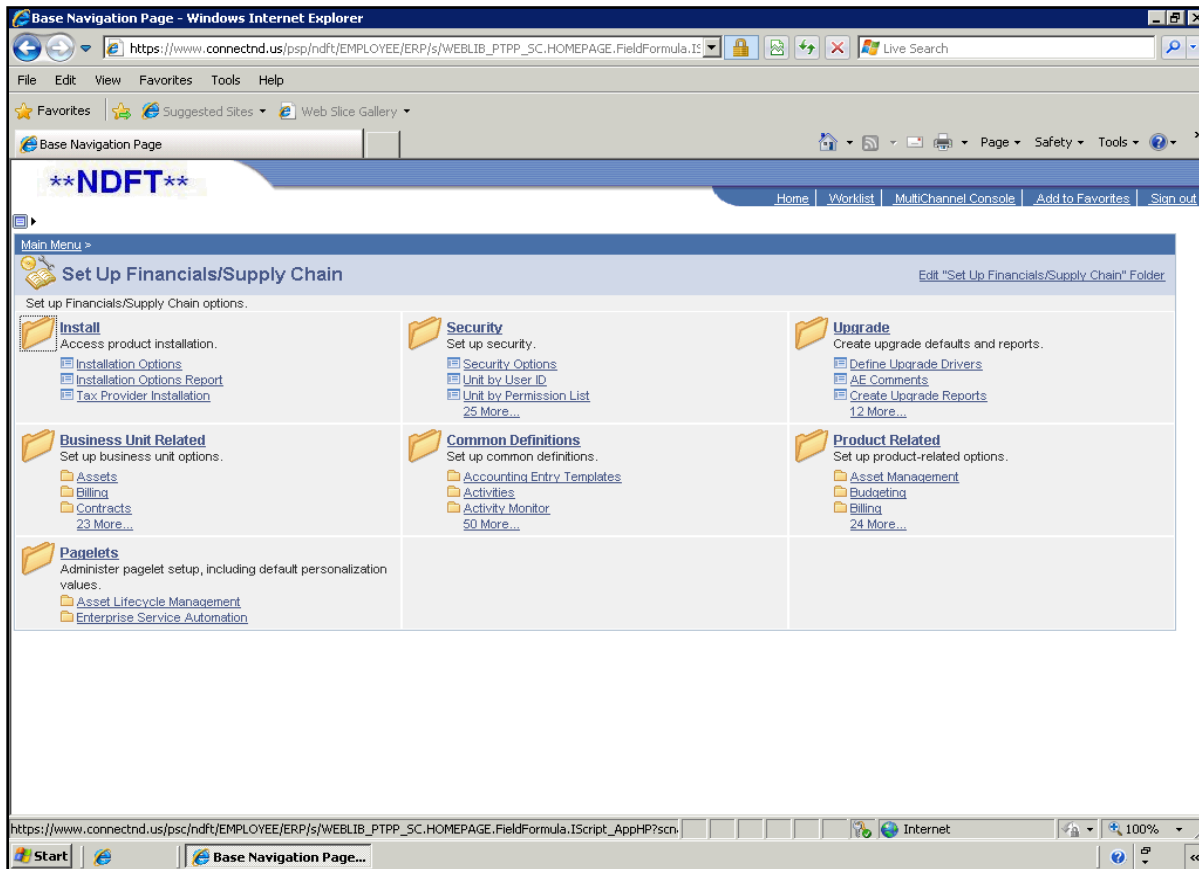 Base Navigation Page - Windows Internet Explorer
https://www.connectnd.us/psp/ndft/EMPLOYEE/ERP/s/WEBLIB_PTPP_SC.HOMEPAGE.FieldFormula.IS
Live Search
File Edit View Favorites Tools Help
Favorites Suggested Sites Web Slice Gallery
Base Navigation Page
Page Safety Tools
**NDFT**
Home Worklist MultiChannel Console Add to Favorites Sign out
Main Menu >
Set Up Financials/Supply Chain
Edit "Set Up Financials/Supply Chain" Folder
Set up Financials/Supply Chain options.
Install
Access product installation.
Installation Options
Installation Options Report
Tax Provider Installation
Security
Set up security.
Security Options
Unit by User ID
Unit by Permission List
25 More...
Upgrade
Create upgrade defaults and reports.
Define Upgrade Drivers
AE Comments
Create Upgrade Reports
12 More...
Business Unit Related
Set up business unit options.
Assets
Billing
Contracts
23 More...
Common Definitions
Set up common definitions.
Accounting Entry Templates
Activities
Activity Monitor
50 More...
Product Related
Set up product-related options.
Asset Management
Budgeting
Billing
24 More...
Pagelets
Administer pagelet setup, including default personalization
values.
Asset Lifecycle Management
Enterprise Service Automation
https://www.connectnd.us/psc/ndft/EMPLOYEE/ERP/s/WEBLIB_PTPP_SC.HOMEPAGE.FieldFormula.IScript_AppHP?scn
Internet
100%
Start
Base Navigation Page...